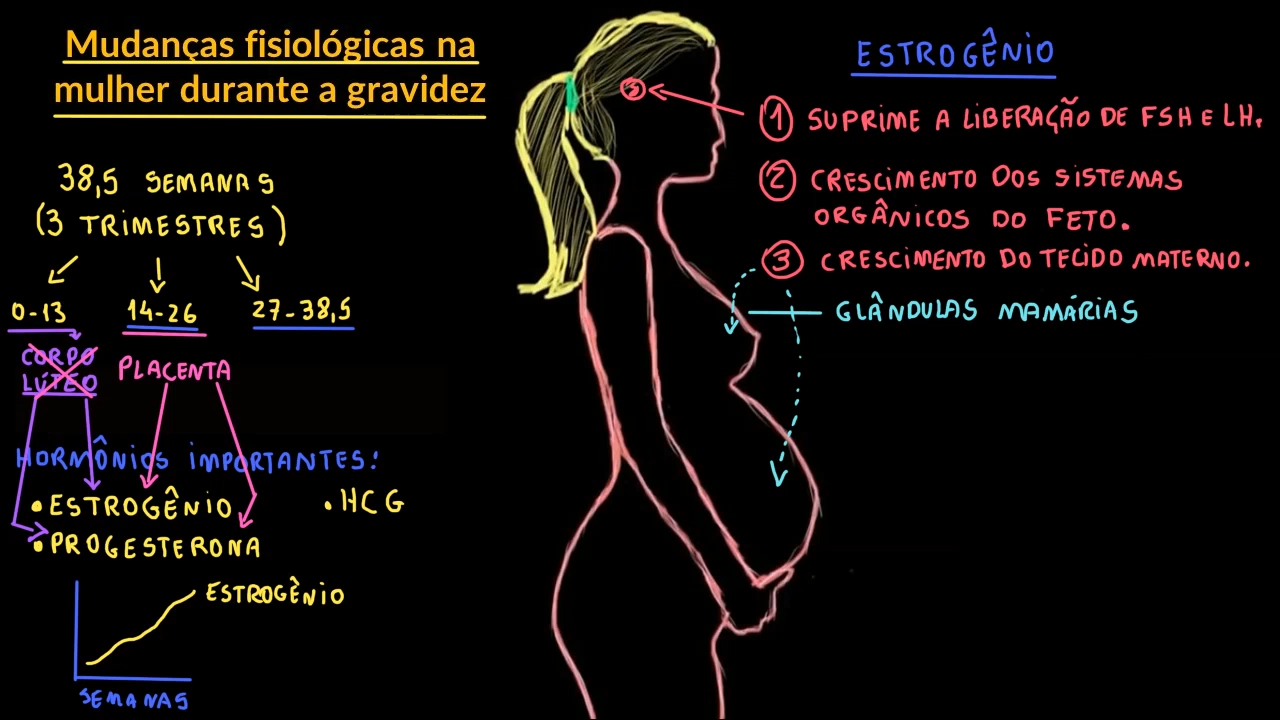 Mudanças fisiológicas na
mulher durante a gravidez
38,5 SEMANAS
(3 TRIMESTRES)
0-13 14-26 27-38,5
CORPO
LÚTEO
PLACENTA
HORMÔNIOS IMPORTANTES:
• ESTROGÊNIO • HCG
• PROGESTERONA
ESTROGÊNIO
SEMANAS
ESTROGÊNIO
1 SUPRIME A LIBERAÇÃO DE FSH E LH.
2 CRESCIMENTO DOS SISTEMAS
ORGÂNICOS DO FETO.
3 CRESCIMENTO DO TECIDO MATERNO.
GLÂNDULAS MAMÁRIAS